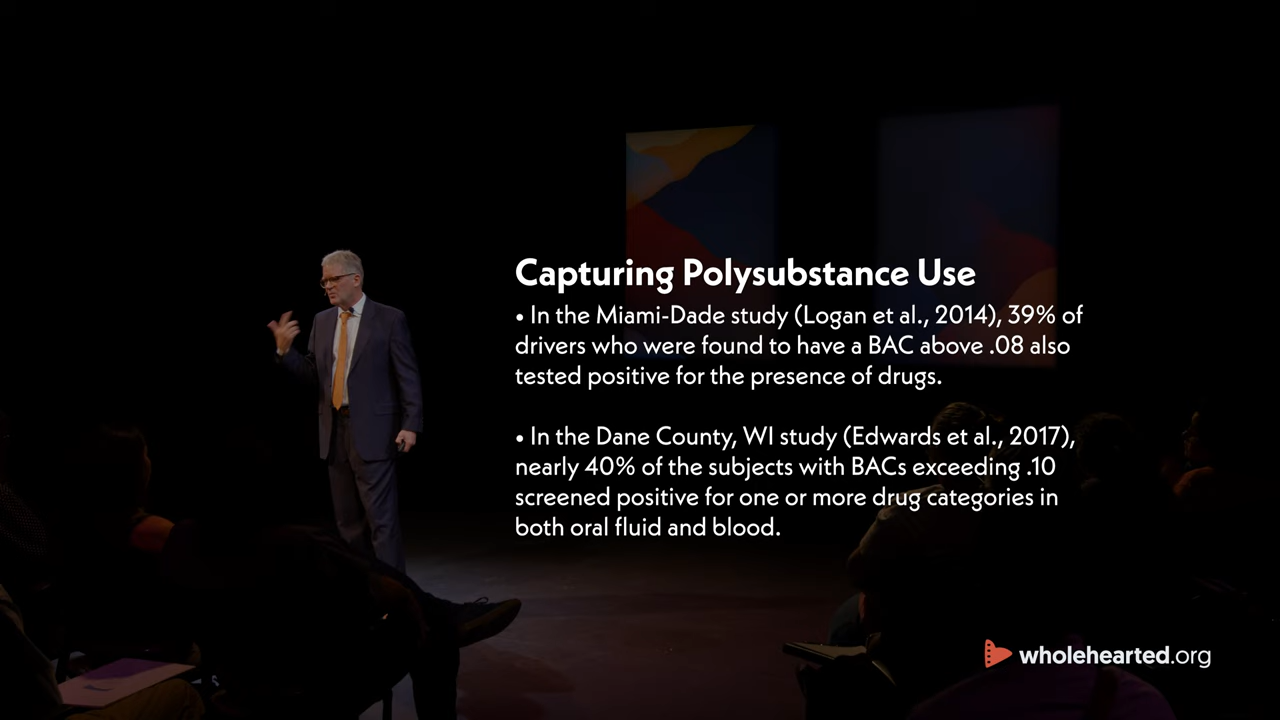 Capturing Polysubstance Use
• In the Miami-Dade study (Logan et al., 2014), 39% of
drivers who were found to have a BAC above .08 also
tested positive for the presence of drugs.
• In the Dane County, WI study (Edwards et al., 2017),
nearly 40% of the subjects with BACs exceeding .10
screened positive for one or more drug categories in
both oral fluid and blood.
wholehearted.org